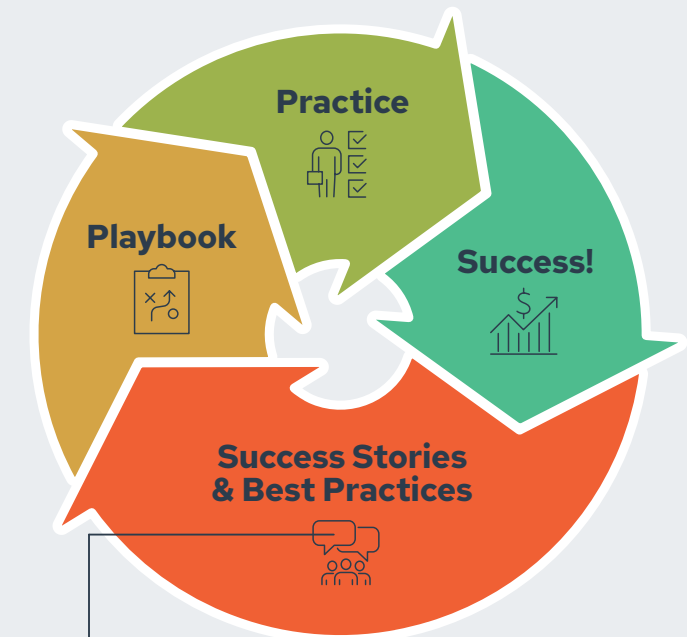 Practice
Playbook
Success!
Success Stories
& Best Practices